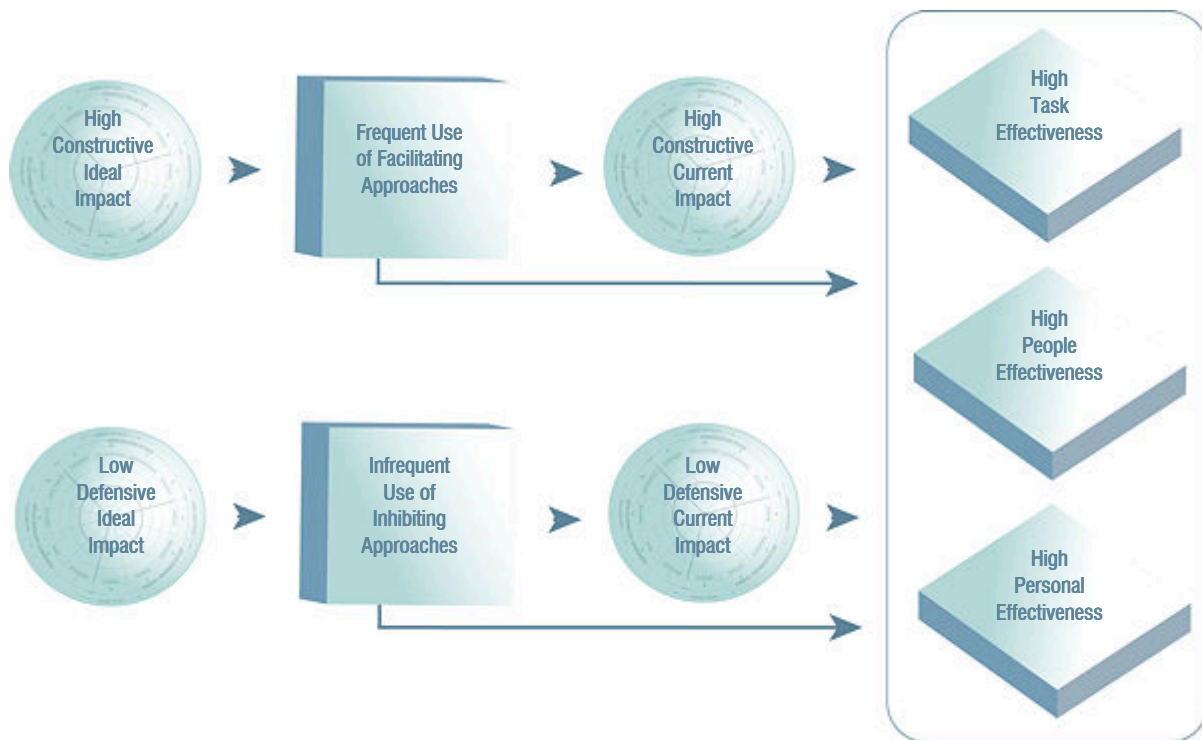 High
Constructive
Ideal
Impact
Frequent Use
of Facilitating
Approaches
High
Constructive
Current
Impact
High
Task
Effectiveness
High
People
Effectiveness
Low
Defensive
Ideal
Impact
Infrequent
Use of
Inhibiting
Approaches
Low
Defensive
Current
Impact
High
Personal
Effectiveness